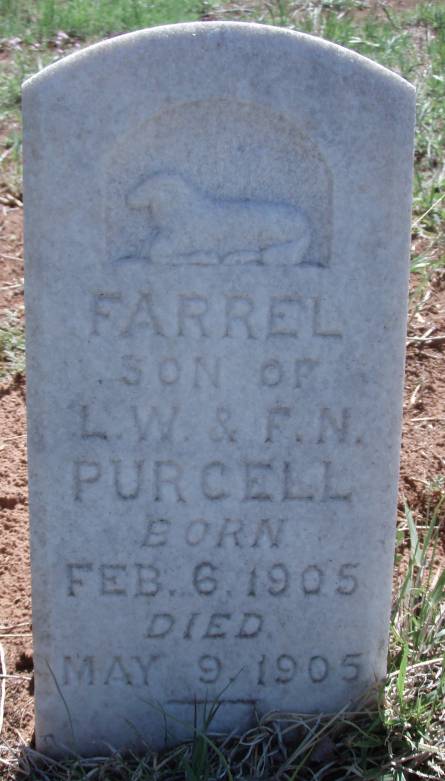 FARREL
SON OF
L.W. & F.N.
PURCELL
BORN
FEB. 6. 1905
DIED
MAY 9. 1905